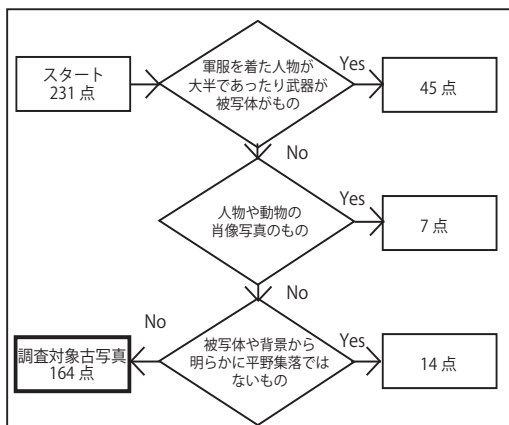 スタート
231 点
軍服を着た人物が
大半であったり武器が
被写体がもの
Yes
45 点
No
人物や動物の
肖像写真のもの
Yes
7 点
No
被写体や背景から
明らかに平野集落では
ないもの
Yes
14 点
No
調査対象古写真
164 点